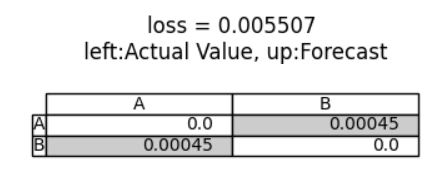 loss = 0.005507
left:Actual Value, up:Forecast
A B
A 0.0 0.00045
B 0.00045 0.0